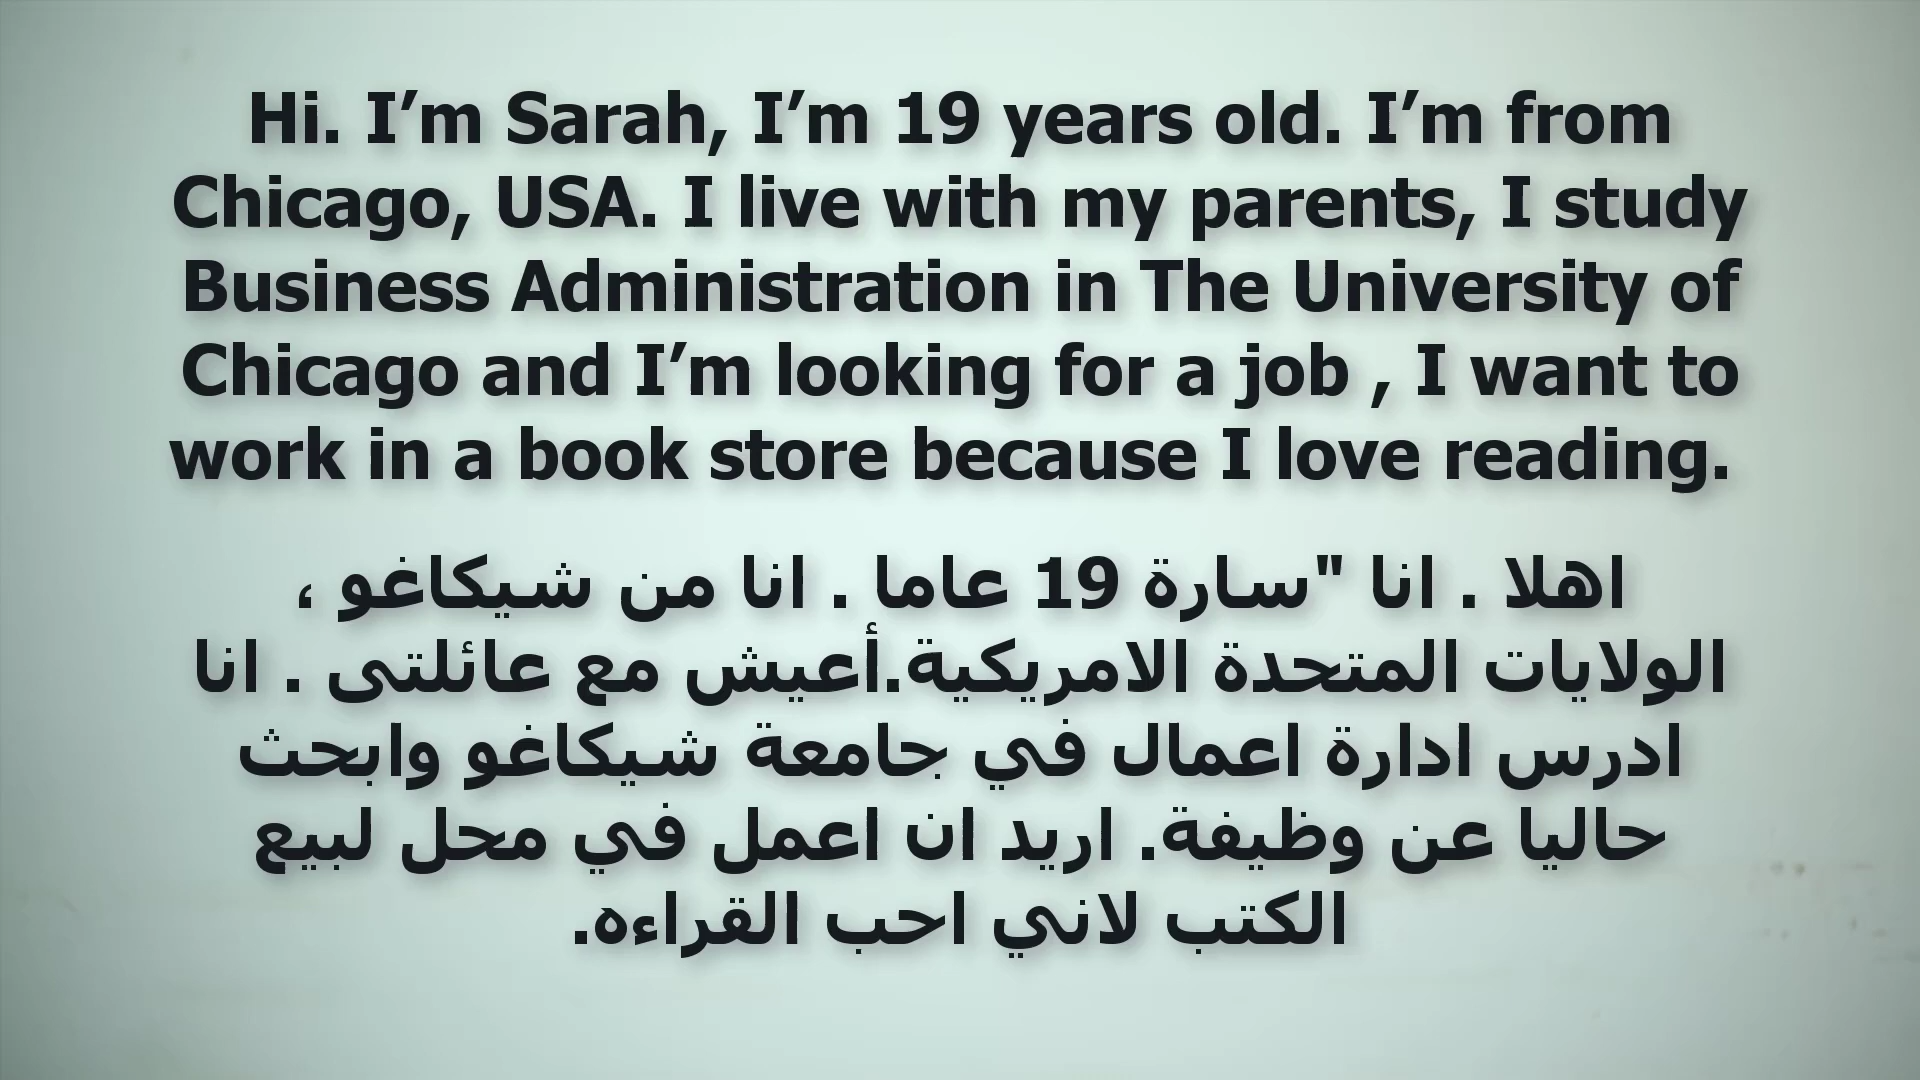 Hi. I’m Sarah, I’m 19 years old. I’m from
Chicago, USA. I live with my parents, I study
Business Administration in The University of
Chicago and I’m looking for a job , I want to
work in a book store because I love reading.
اهلا . انا "سارة 19 عاما . انا من شيكاغو ،
الولايات المتحدة الامريكية.أعيش مع عائلتى . انا
ادرس ادارة اعمال في جامعة شيكاغو وابحث
حاليا عن وظيفة. اريد ان اعمل في محل لبيع
الكتب لاني احب القراءه.